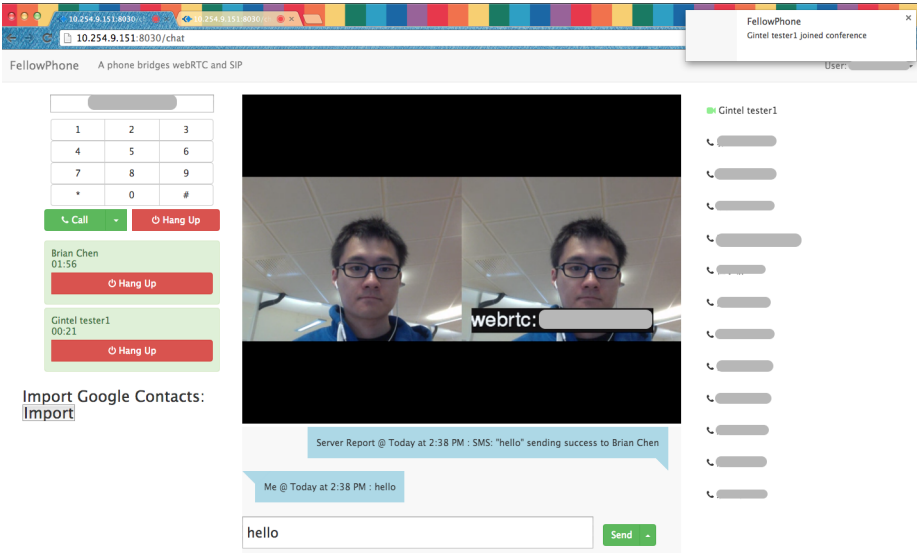 10.254.9.151:8030/
10.254.9.151:8030/
10.254.9.151:8030/chat
FellowPhone
Gintel tester1 joined conference
FellowPhone
A phone bridges webRTC and SIP
User:
1 2 3
4 5 6
7 8 9
* 0 #
Call
Hang Up
Brian Chen
01:56
Hang Up
Gintel tester1
00:21
Hang Up
Import Google Contacts:
Import
webrtc:
Server Report @ Today at 2:38 PM : SMS: "hello" sending success to Brian Chen
Me @ Today at 2:38 PM : hello
hello
Send
Gintel tester1